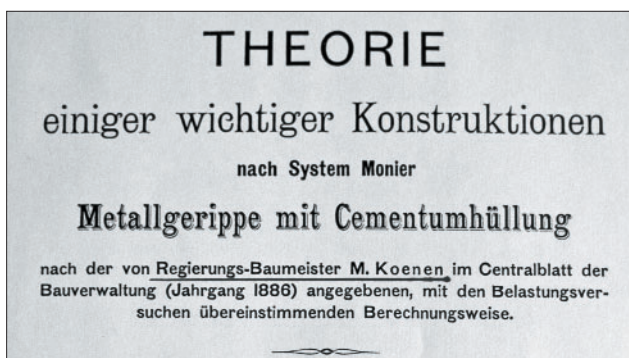 THEORIE
einiger wichtiger Konstruktionen
nach System Monier
Metallgerippe mit Cementumhüllung
nach der von Regierungs-Baumeister M. Koenen im Centralblatt der
Bauverwaltung (Jahrgang 1886) angegebenen, mit den Belastungsver-
suchen übereinstimmenden Berechnungsweise.